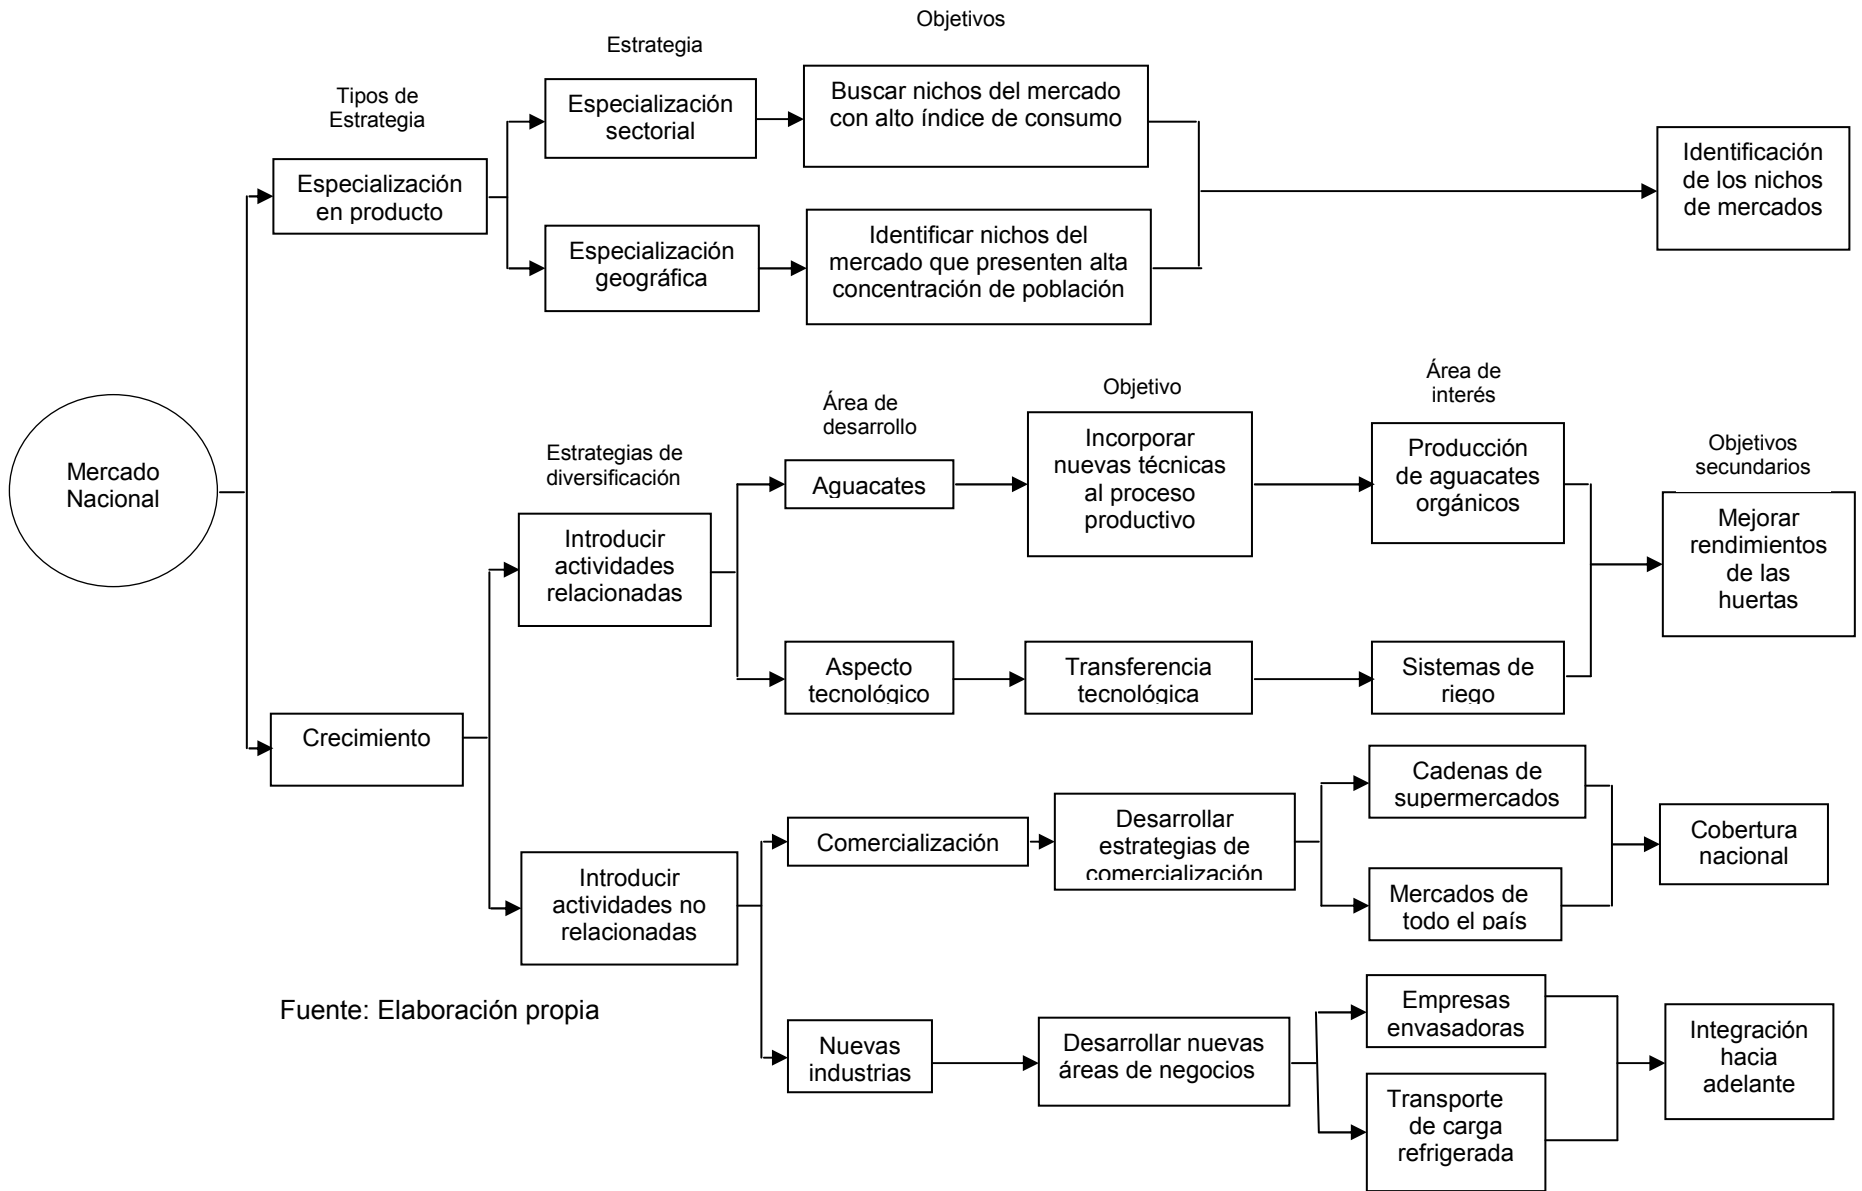 Objetivos
Estrategia
Tipos de
Estrategia
Especialización
sectorial
Buscar nichos del mercado
con alto índice de consumo
Identificación
de los nichos
de mercados
Especialización
en producto
Especialización
geográfica
Identificar nichos del
mercado que presenten alta
concentración de población
Mercado
Nacional
Estrategias de
diversificación
Área de
desarrollo
Objetivo
Área de
interés
Objetivos
secundarios
Introducir
actividades
relacionadas
Aguacates
Incorporar
nuevas técnicas
al proceso
productivo
Producción
de aguacates
orgánicos
Mejorar
rendimientos
de las
huertas
Aspecto
tecnológico
Transferencia
tecnológica
Sistemas de
riego
Crecimiento
Introducir
actividades no
relacionadas
Comercialización
Desarrollar
estrategias de
comercialización
Cadenas de
supermercados
Mercados de
todo el país
Cobertura
nacional
Nuevas
industrias
Desarrollar nuevas
áreas de negocios
Empresas
envasadoras
Transporte
de carga
refrigerada
Integración
hacia
adelante
Fuente: Elaboración propia